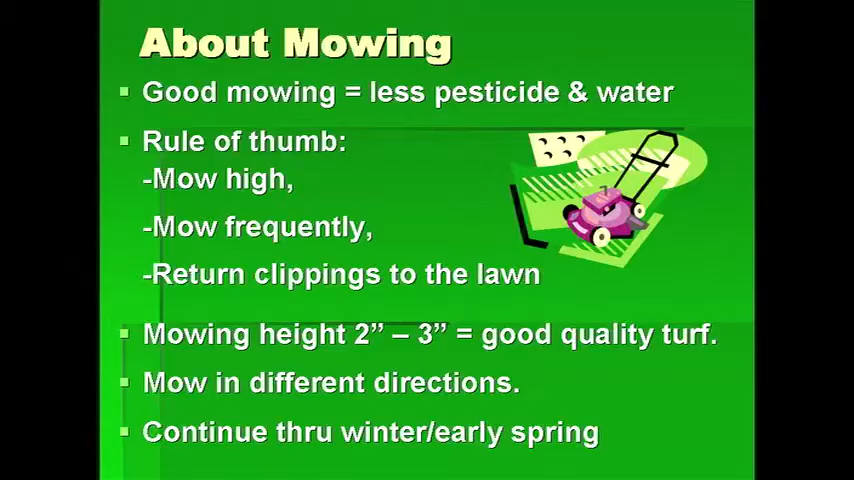 About Mowing
Good mowing = less pesticide & water
Rule of thumb:
-Mow high,
-Mow frequently,
-Return clippings to the lawn
Mowing height 2” – 3” = good quality turf.
Mow in different directions.
Continue thru winter/early spring